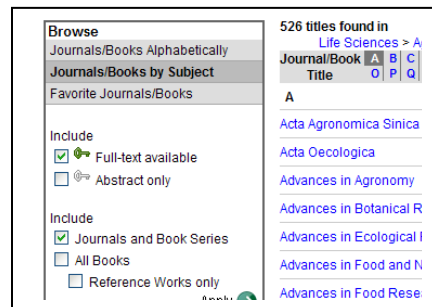 Browse
Journals/Books Alphabetically
Journals/Books by Subject
Favorite Journals/Books
Include
Full-text available
Abstract only
Include
Journals and Book Series
All Books
Reference Works only
Apply
526 titles found in
Life Sciences >
Journal/Book A B C
Title O P Q
A
Acta Agronomica Sinica
Acta Oecologica
Advances in Agronomy
Advances in Botanical
Advances in Ecological
Advances in Food and
Advances in Food